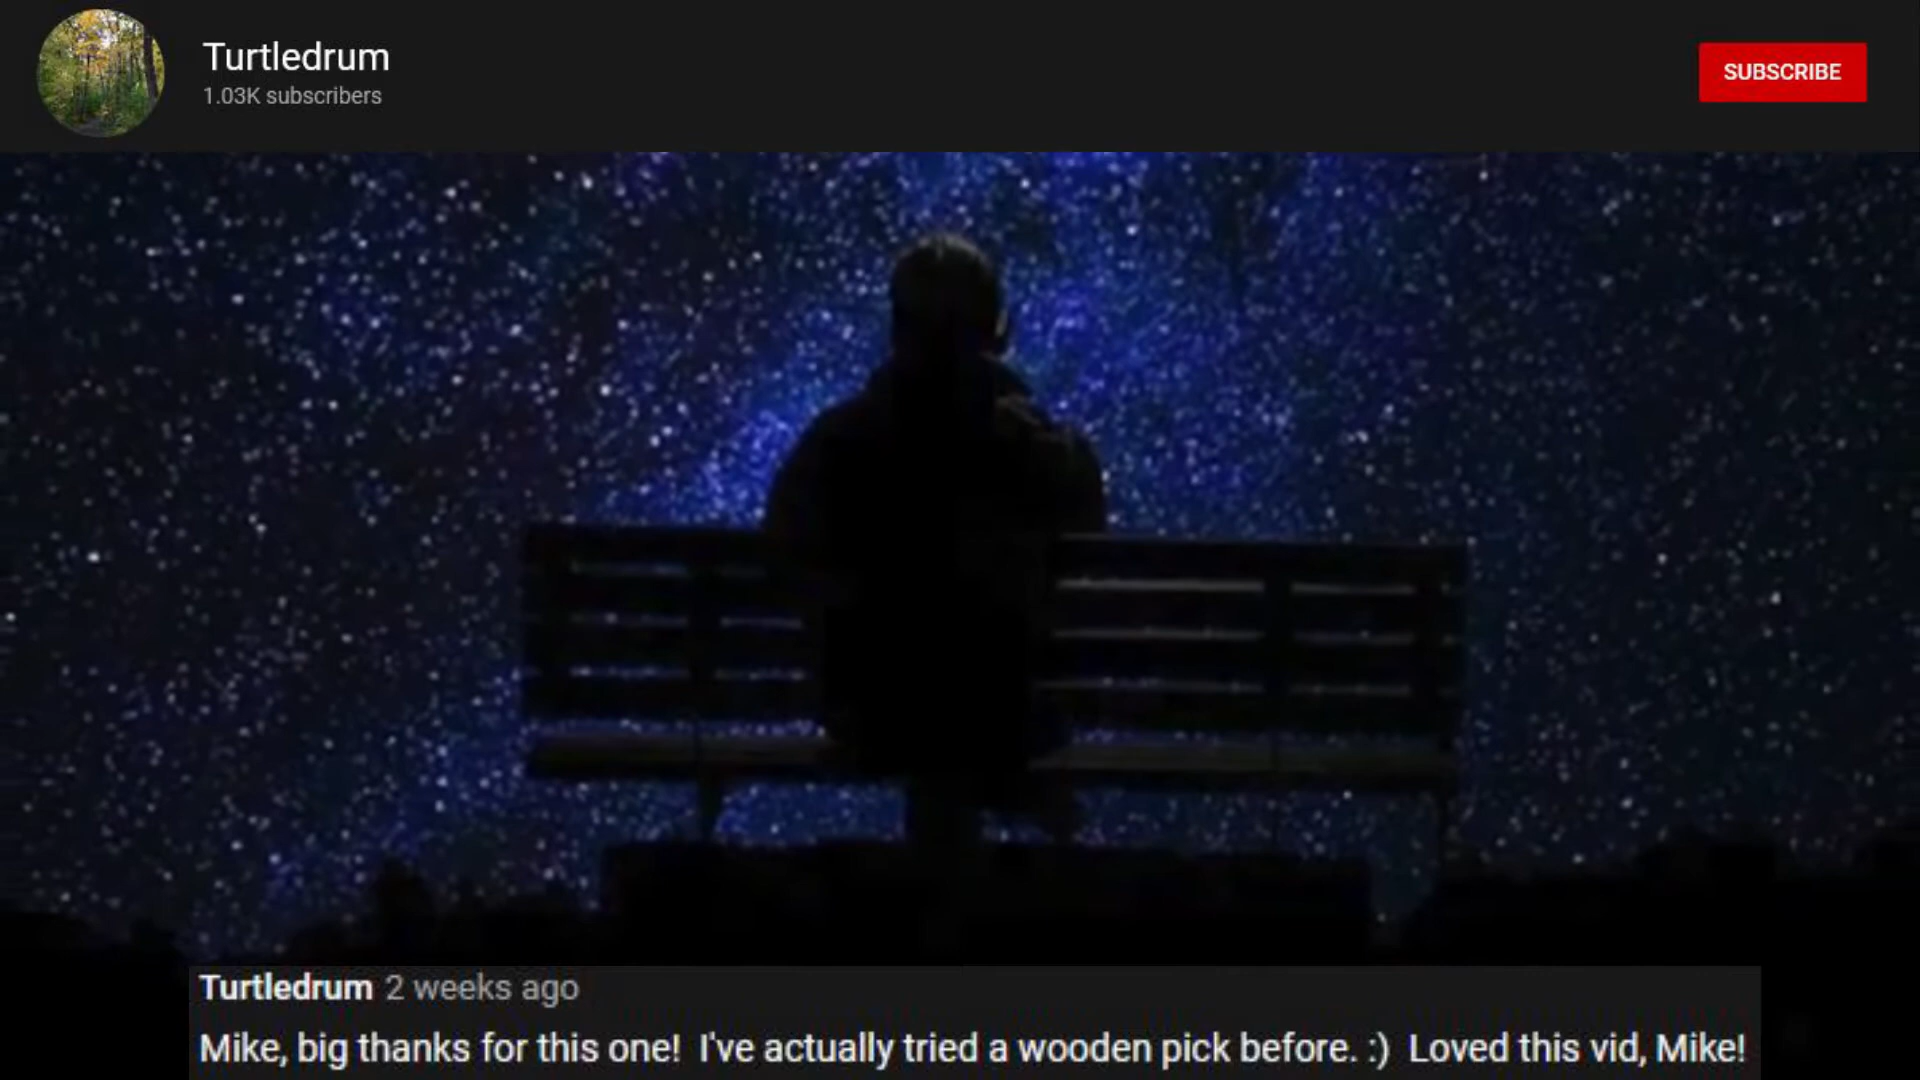 Turtledrum
1.03K subscribers
SUBSCRIBE
Turtledrum 2 weeks ago
Mike, big thanks for this one! I've actually tried a wooden pick before. :) Loved this vid, Mike!